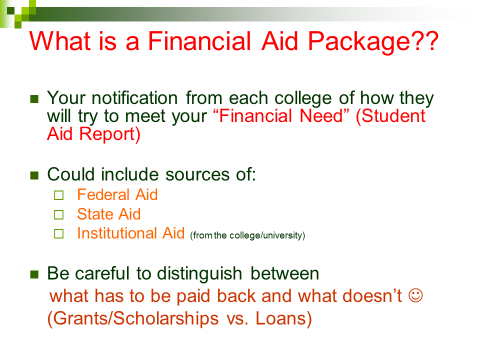 What is a Financial Aid Package??
Your notification from each college of how they
will try to meet your “Financial Need” (Student
Aid Report)
Could include sources of:
Federal Aid
State Aid
Institutional Aid (from the college/university)
Be careful to distinguish between
what has to be paid back and what doesn’t ☺
(Grants/Scholarships vs. Loans)